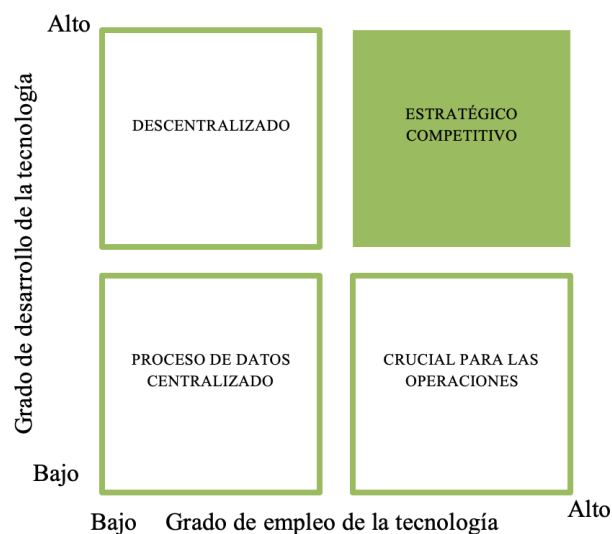 Alto
Grado de desarrollo de la tecnología
DESCENTRALIZADO
ESTRATÉGICO
COMPETITIVO
PROCESO DE DATOS
CENTRALIZADO
CRUCIAL PARA LAS
OPERACIONES
Bajo
Bajo
Grado de empleo de la tecnología
Alto